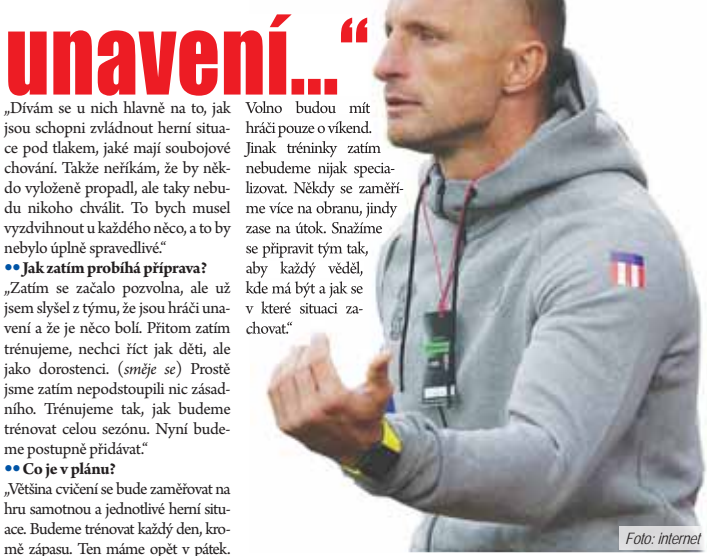 unavení...“
„Dívám se u nich hlavně na to, jak
jsou schopni zvládnout herní situa-
ce pod tlakem, jaké mají soubojové
chování. Takže neříkám, že by něk-
do vyloženě propadl, ale taky nebu-
du nikoho chválit. To bych musel
vyzdvihnout u každého něco, a to by
nebylo úplně spravedlivé.“
•• Jak zatím probíhá příprava?
„Zatím se začalo pozvolna, ale už
jsem slyšel z týmu, že jsou hráči una-
vení a že je něco bolí. Přitom zatím
trénujeme, nechci říct jak děti, ale
jako dorostenci. (směje se) Prostě
jsme zatím nepodstoupili nic zásad-
ního. Trénujeme tak, jak budeme
trénovat celou sezónu. Nyní bude-
me postupně přidávat.“
•• Co je v plánu?
„Většina cvičení se bude zaměřovat na
hru samotnou a jednotlivé herní situ-
ace. Budeme trénovat každý den, kro-
mě zápasu. Ten máme opět v pátek.
Volno budou mít
hráči pouze o víkend.
Jinak tréninky zatím
nebudeme nijak specia-
lizovat. Někdy se zaměří-
me více na obranu, jindy
zase na útok. Snažíme
se připravit tým tak,
aby každý věděl,
kde má být a jak se
v které situaci za-
chovat.“
Foto: internet